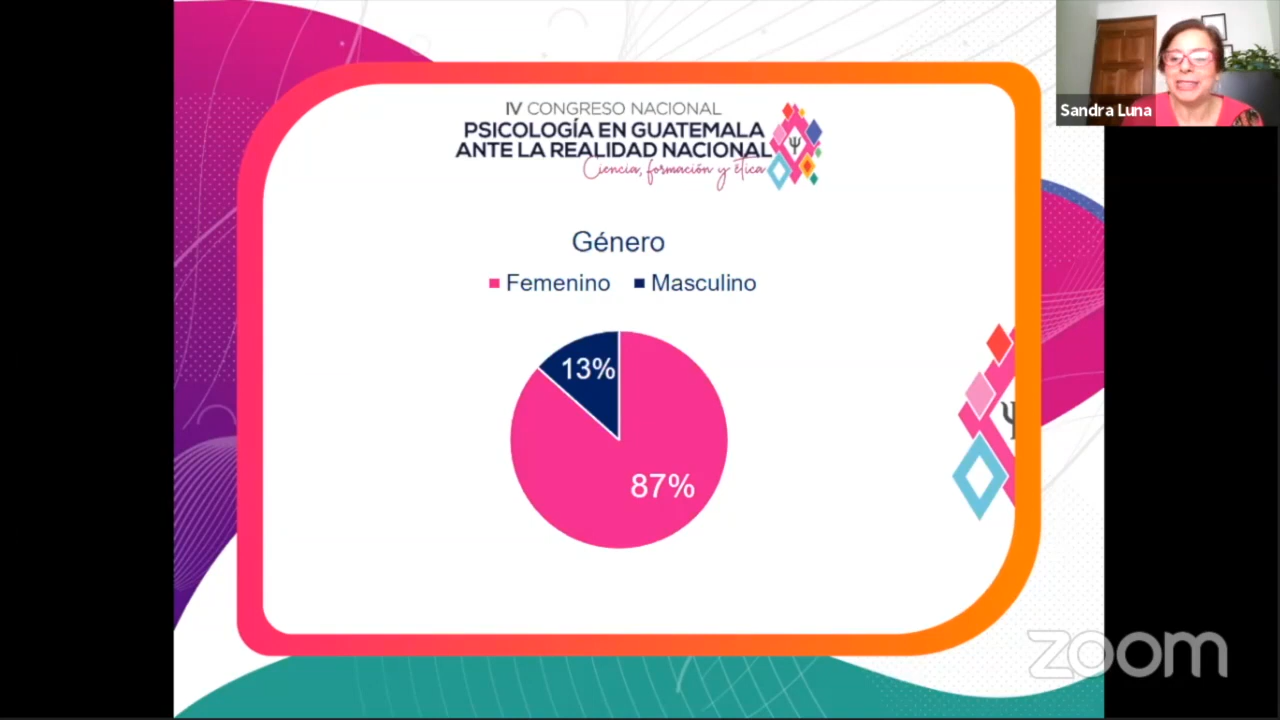 IV CONGRESO NACIONAL
PSICOLOGÍA EN GUATEMALA
ANTE LA REALIDAD NACIONAL
Ciencia, formación y ética
Ψ
Sandra Luna
Género
Femenino Masculino
13%
87%
Ψ
zoom